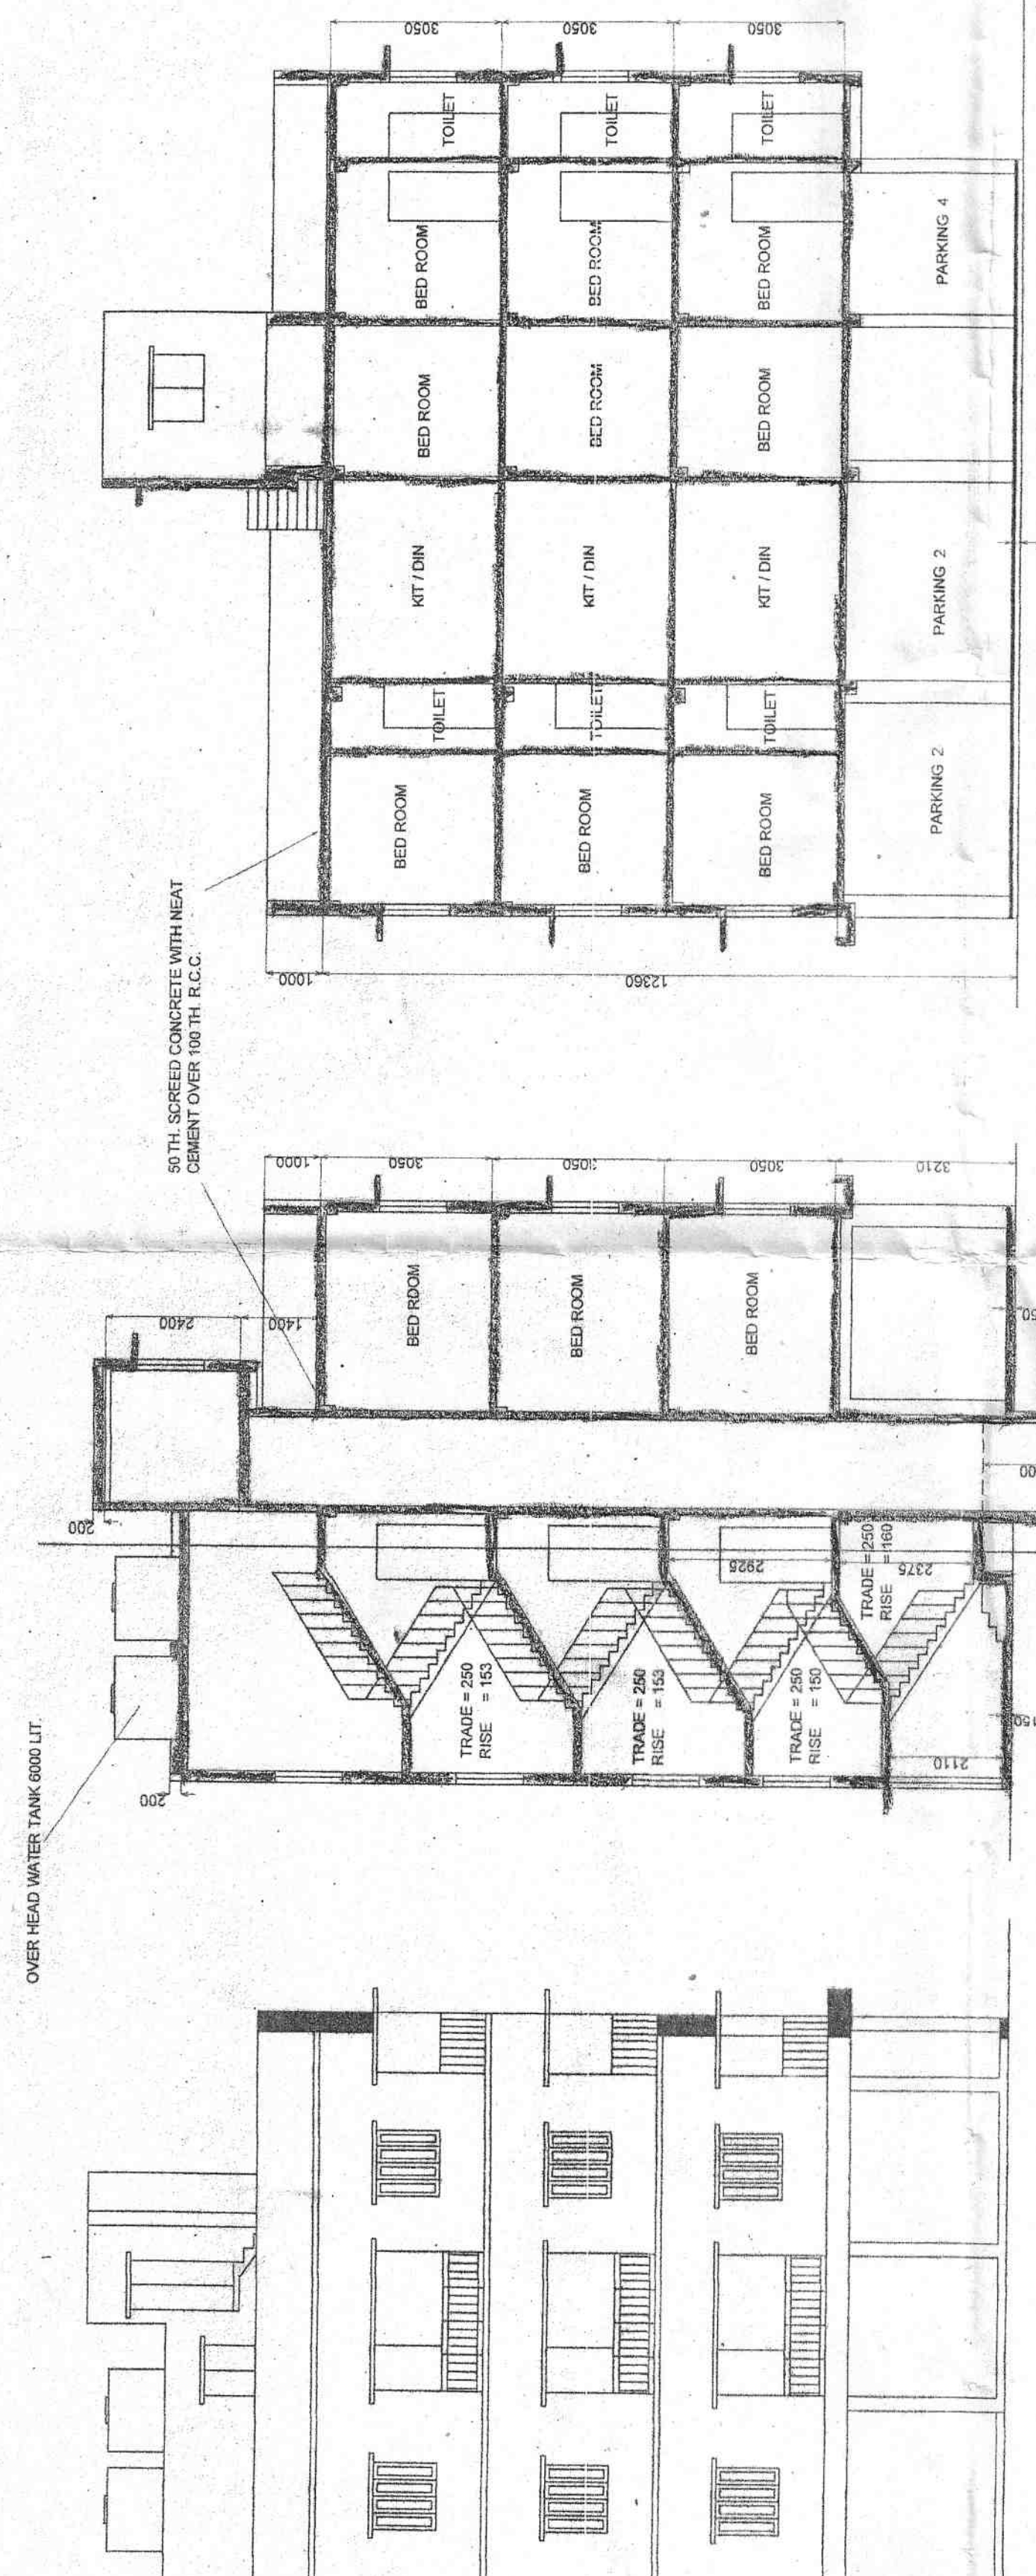 3050
3050
3050
TOILET
TOILET
TOILET
BED ROOM
BED ROOM
BED ROOM
PARKING 4
BED ROOM
BED ROOM
BED ROOM
KIT / DIN
KIT / DIN
KIT / DIN
PARKING 2
TOILET
TOILET
TOILET
BED ROOM
BED ROOM
BED ROOM
PARKING 2
1000
12360
50 TH. SCREED CONCRETE WITH NEAT
CEMENT OVER 100 TH. R.C.C.
1000
3050
3050
3050
3210
2400
1400
BED ROOM
BED ROOM
BED ROOM
200
2925
2375
TRADE = 250
RISE = 160
TRADE = 250
RISE = 153
TRADE = 250
RISE = 153
TRADE = 250
RISE = 150
2110
200
OVER HEAD WATER TANK 6000 LIT.